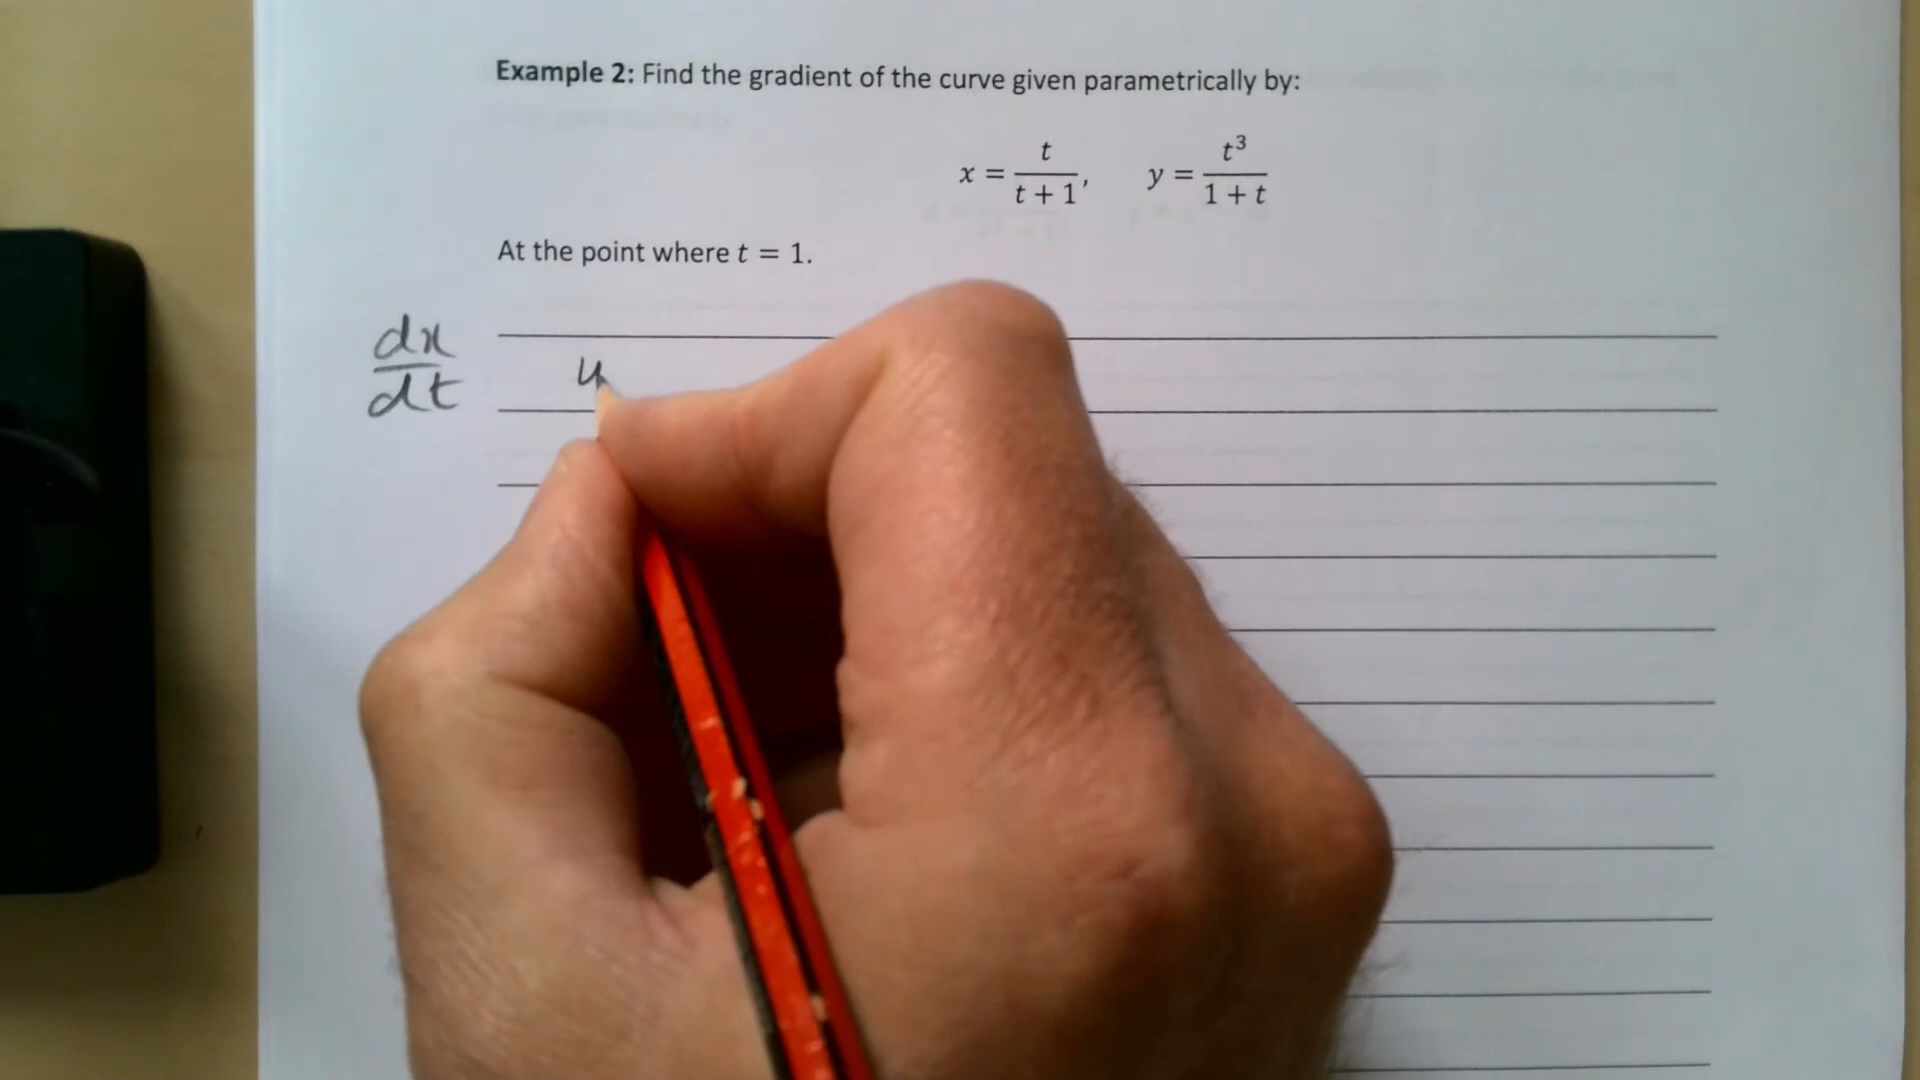 Example 2: Find the gradient of the curve given parametrically by:
x = t/(t + 1), y = t³/(1 + t)
At the point where t = 1.
dx/dt u